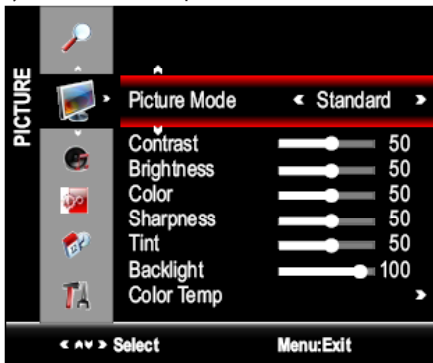 PICTURE
Picture Mode Standard
Contrast 50
Brightness 50
Color 50
Sharpness 50
Tint 50
Backlight 100
Color Temp
Select Menu:Exit